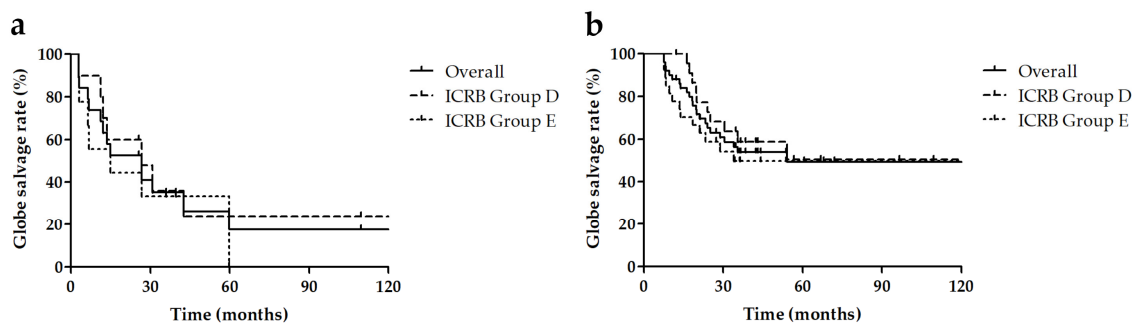 a
Globe salvage rate (%)
100
80
60
40
20
0
0 30 60 90 120
Time (months)
Overall
ICRB Group D
ICRB Group E
b
Globe salvage rate (%)
100
80
60
40
20
0
0 30 60 90 120
Time (months)
Overall
ICRB Group D
ICRB Group E